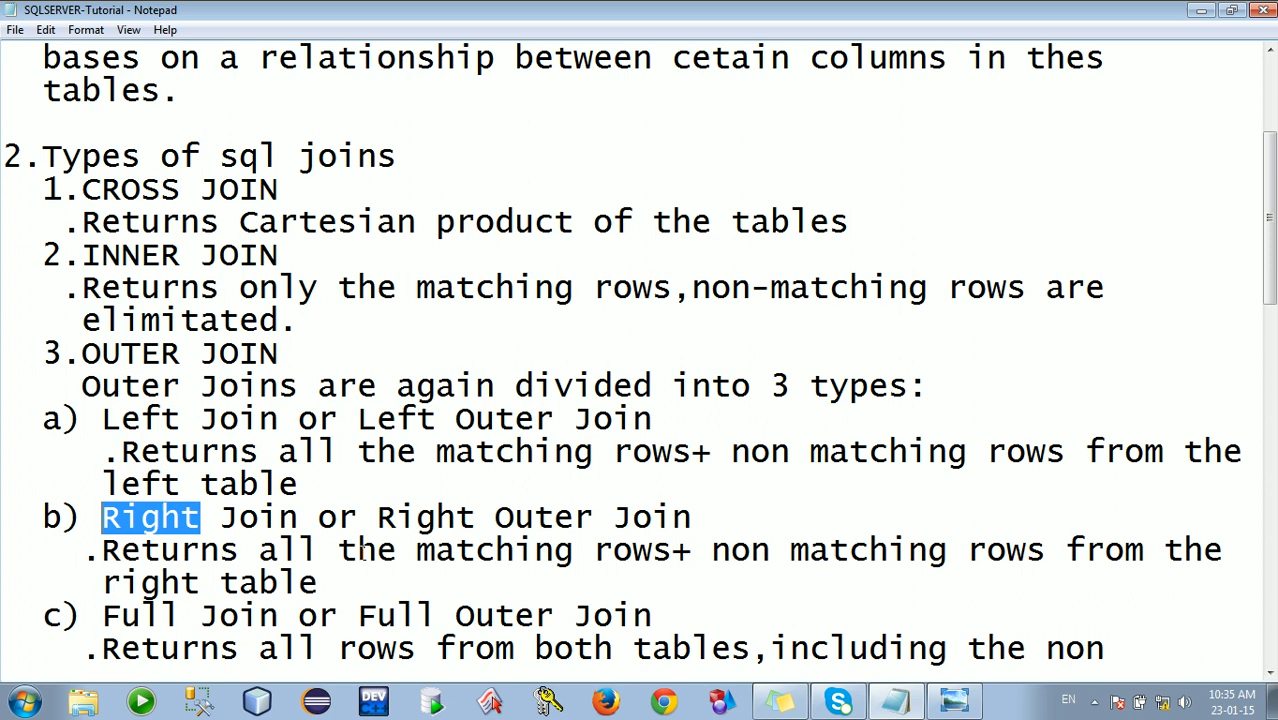 SQLSERVER-Tutorial - Notepad
File Edit Format View Help
bases on a relationship between cetain columns in thes
tables.
2.Types of sql joins
1.CROSS JOIN
.Returns Cartesian product of the tables
2.INNER JOIN
.Returns only the matching rows,non-matching rows are
elimitated.
3.OUTER JOIN
Outer Joins are again divided into 3 types:
a) Left Join or Left Outer Join
.Returns all the matching rows+ non matching rows from the
left table
b) Right Join or Right Outer Join
.Returns all the matching rows+ non matching rows from the
right table
c) Full Join or Full Outer Join
.Returns all rows from both tables,including the non
DEV
EN
10:35 AM
23-01-15